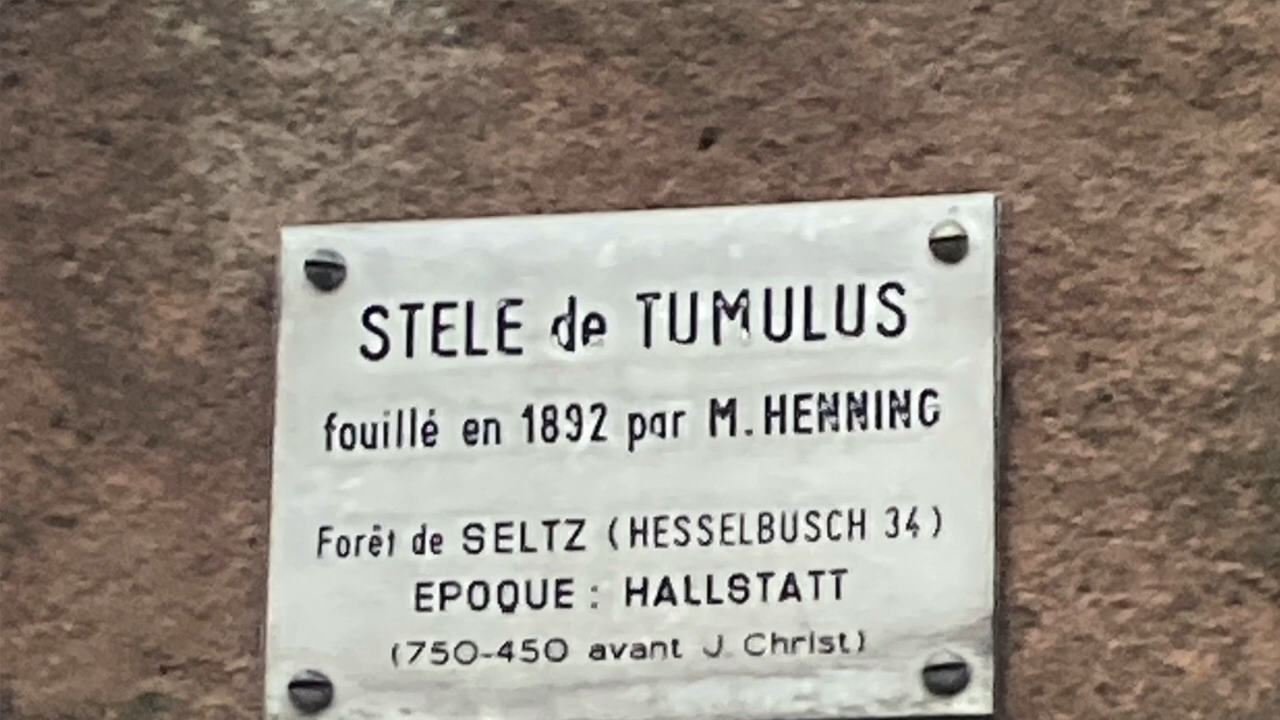 STELE de TUMULUS
fouillé en 1892 par M. HENNING
Forêt de SELTZ (HESSELBUSCH 34)
EPOQUE : HALLSTATT
(750-450 avant J. Christ)